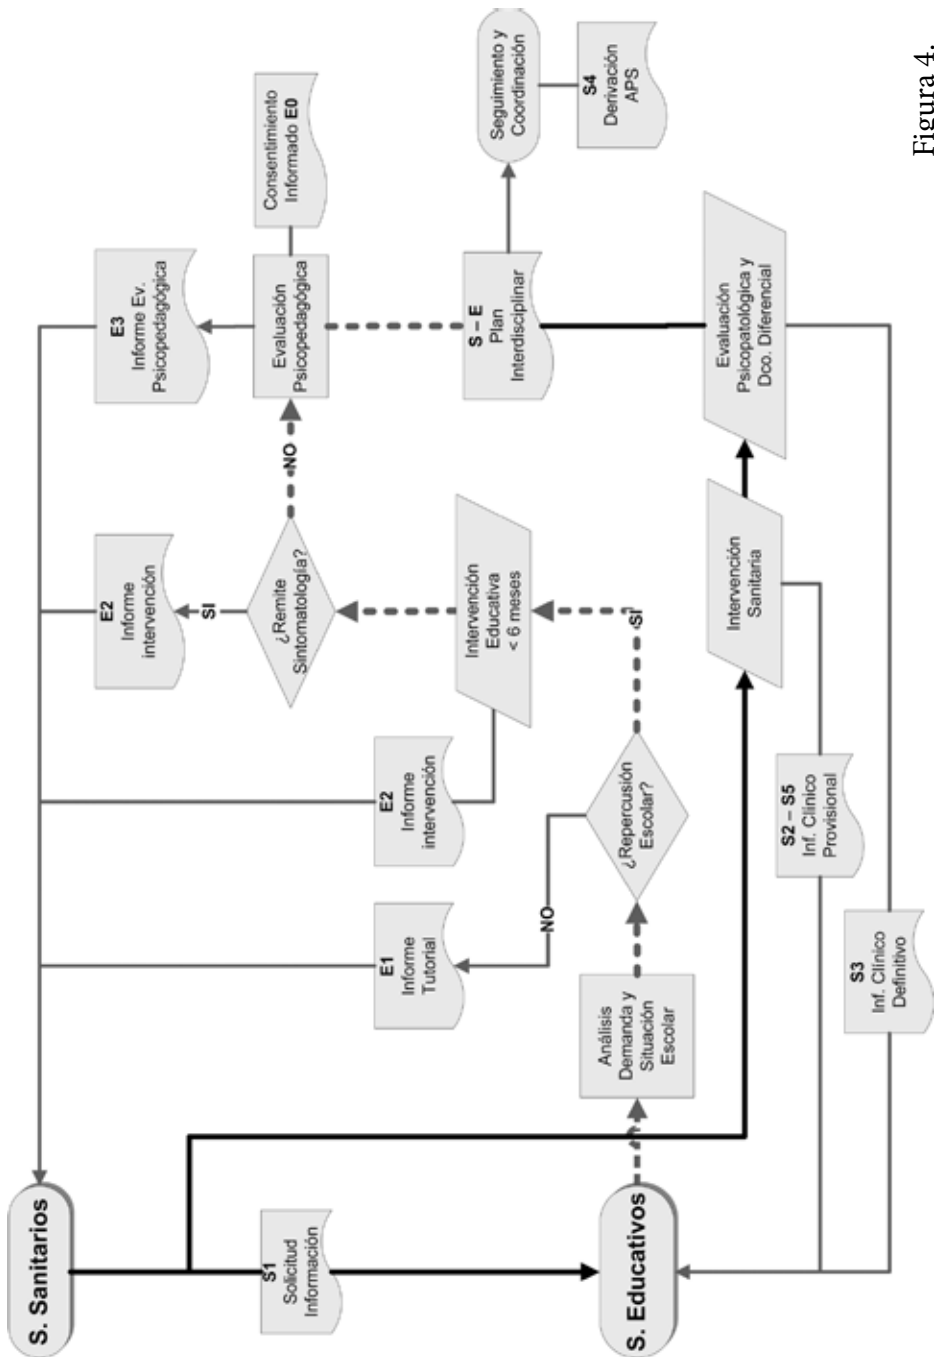 S. Sanitarios
S1
Solicitud
Información
S. Educativos
Análisis
Demanda y
Situación
Escolar
¿Repercusión
Escolar?
NO
E1
Informe
Tutorial
SI
Intervención
Educativa
< 6 meses
E2
Informe
intervención
¿Remite
Sintomatología?
SI
E2
Informe
intervención
NO
Evaluación
Psicopedagógica
E3
Informe Ev.
Psicopedagógica
Consentimiento
Informado E0
S – E
Plan
Interdisciplinar
Seguimiento y
Coordinación
S4
Derivación
APS
Intervención
Sanitaria
Evaluación
Psicopatológica y
Dco. Diferencial
S2 – S5
Inf. Clínico
Provisional
S3
Inf. Clínico
Definitivo
Figura 4.